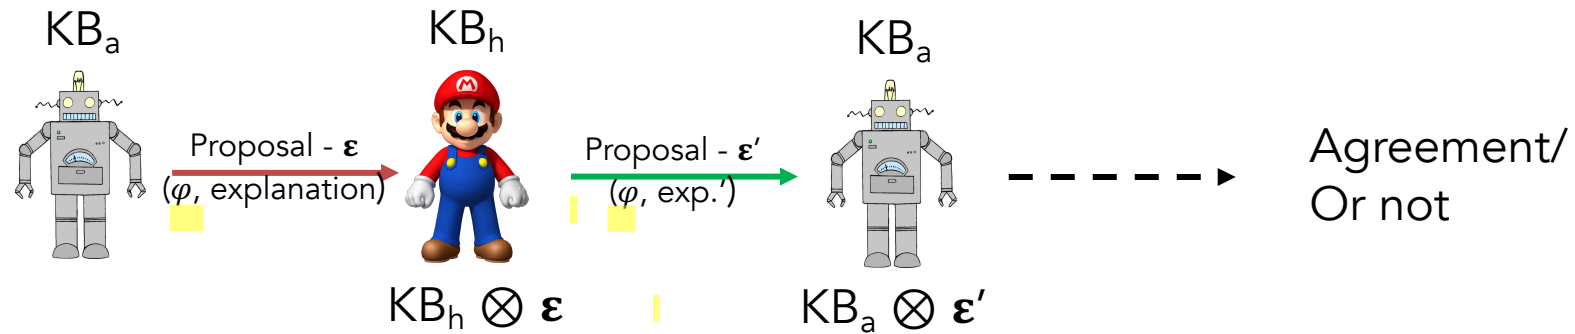 KBₐ
KBₕ
KBₐ
Proposal - ε
(φ, explanation)
M
Proposal - ε′
(φ, exp.′)
Agreement/
Or not
KBₕ ⊗ ε
KBₐ ⊗ ε′